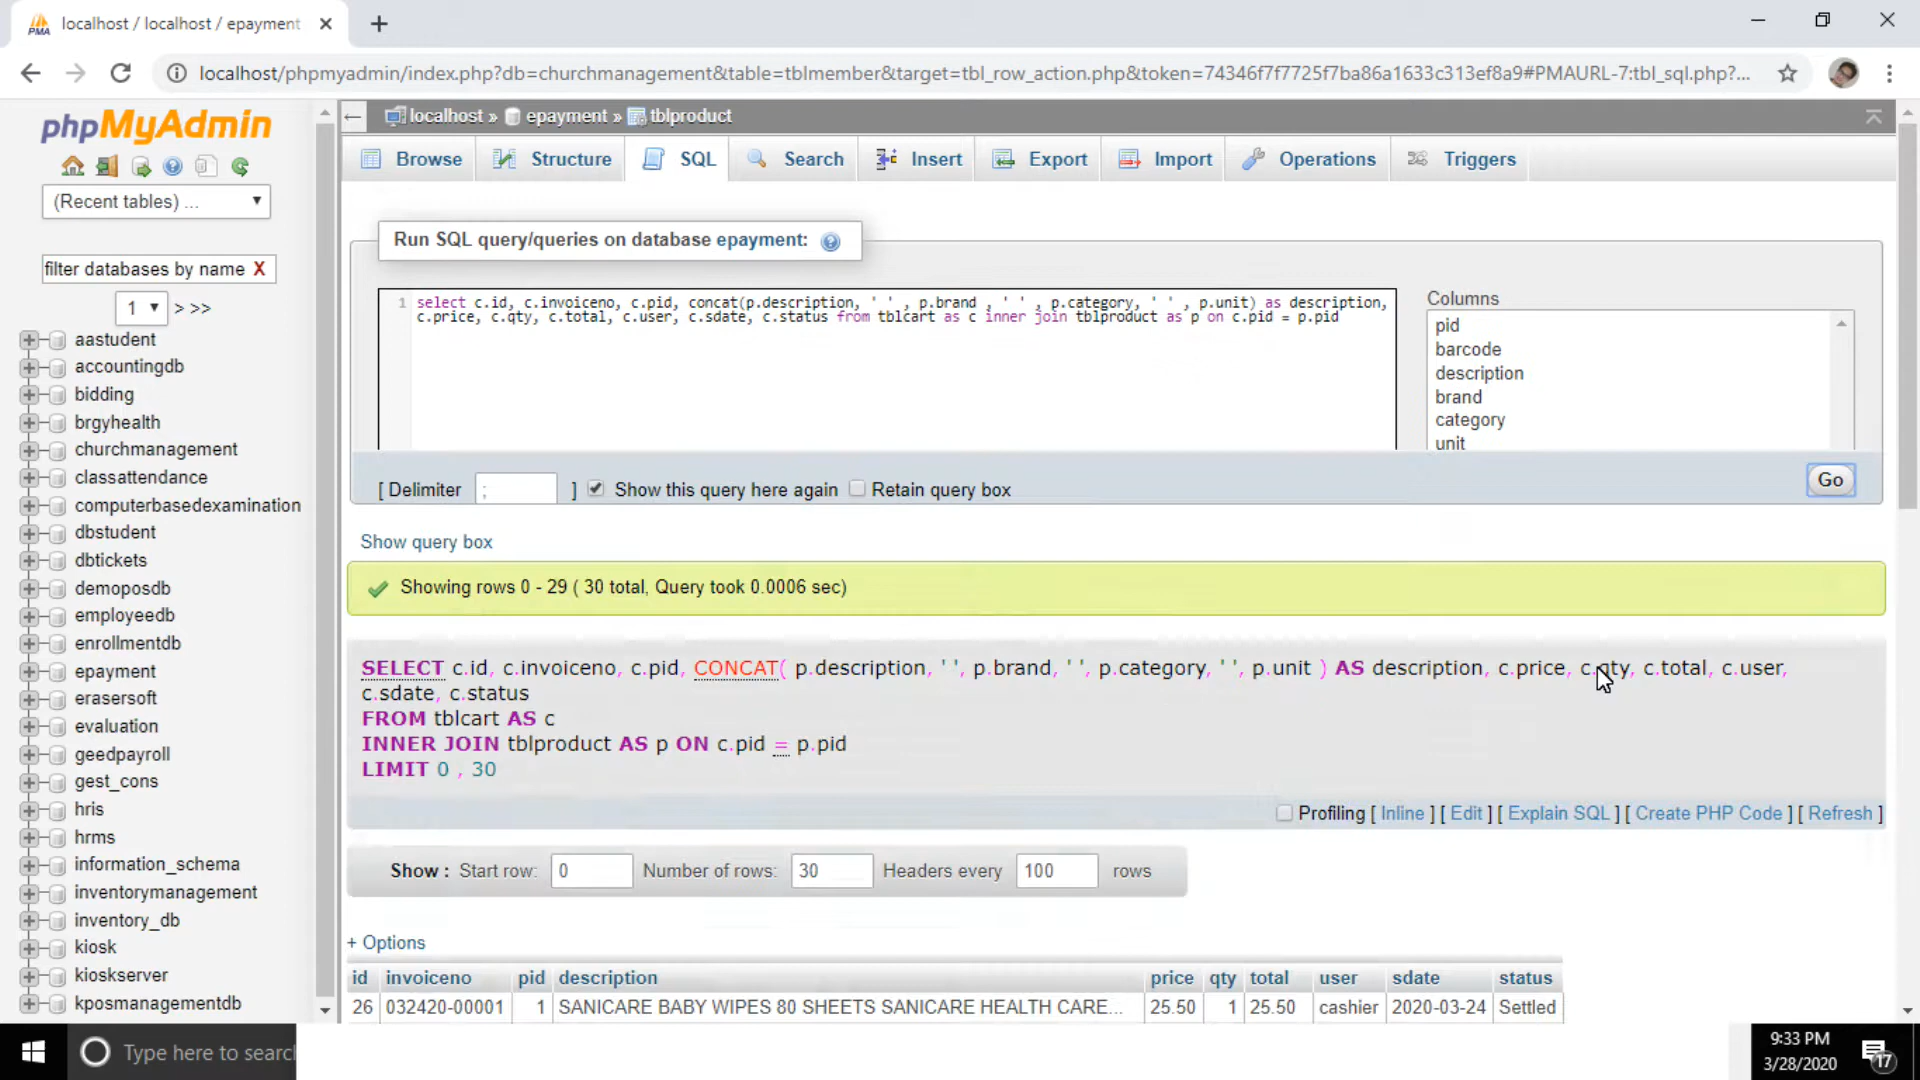 localhost / localhost / epayment
localhost/phpmyadmin/index.php?db=churchmanagement&table=tblmember&target=tbl_row_action.php&token=74346f7f7725f7ba86a1633c313ef8a9#PMAURL-7:tbl_sql.php?...
phpMyAdmin
(Recent tables) ...
filter databases by name X
1 > >>
aastudent
accountingdb
bidding
brgyhealth
churchmanagement
classattendance
computerbasedexamination
dbstudent
dbtickets
demoposdb
employeedb
enrollmentdb
epayment
erasersoft
evaluation
geedpayroll
gest_cons
hris
hrms
information_schema
inventorymanagement
inventory_db
kiosk
kioskserver
kposmanagementdb
localhost » epayment » tblproduct
Browse Structure SQL Search Insert Export Import Operations Triggers
Run SQL query/queries on database epayment:
1 select c.id, c.invoiceno, c.pid, concat(p.description, ' ' , p.brand , ' ' , p.category, ' ' , p.unit) as description,
c.price, c.qty, c.total, c.user, c.sdate, c.status from tblcart as c inner join tblproduct as p on c.pid = p.pid
Columns
pid
barcode
description
brand
category
unit
[ Delimiter ; ] Show this query here again Retain query box
Go
Show query box
Showing rows 0 - 29 ( 30 total, Query took 0.0006 sec)
SELECT c.id, c.invoiceno, c.pid, CONCAT( p.description, ' ', p.brand, ' ', p.category, ' ', p.unit ) AS description, c.price, c.qty, c.total, c.user,
c.sdate, c.status
FROM tblcart AS c
INNER JOIN tblproduct AS p ON c.pid = p.pid
LIMIT 0 , 30
Profiling [ Inline ] [ Edit ] [ Explain SQL ] [ Create PHP Code ] [ Refresh ]
Show : Start row: 0 Number of rows: 30 Headers every 100 rows
+ Options
id invoiceno pid description price qty total user sdate status
26 032420-00001 1 SANICARE BABY WIPES 80 SHEETS SANICARE HEALTH CARE... 25.50 1 25.50 cashier 2020-03-24 Settled
Type here to search
9:33 PM
3/28/2020
17